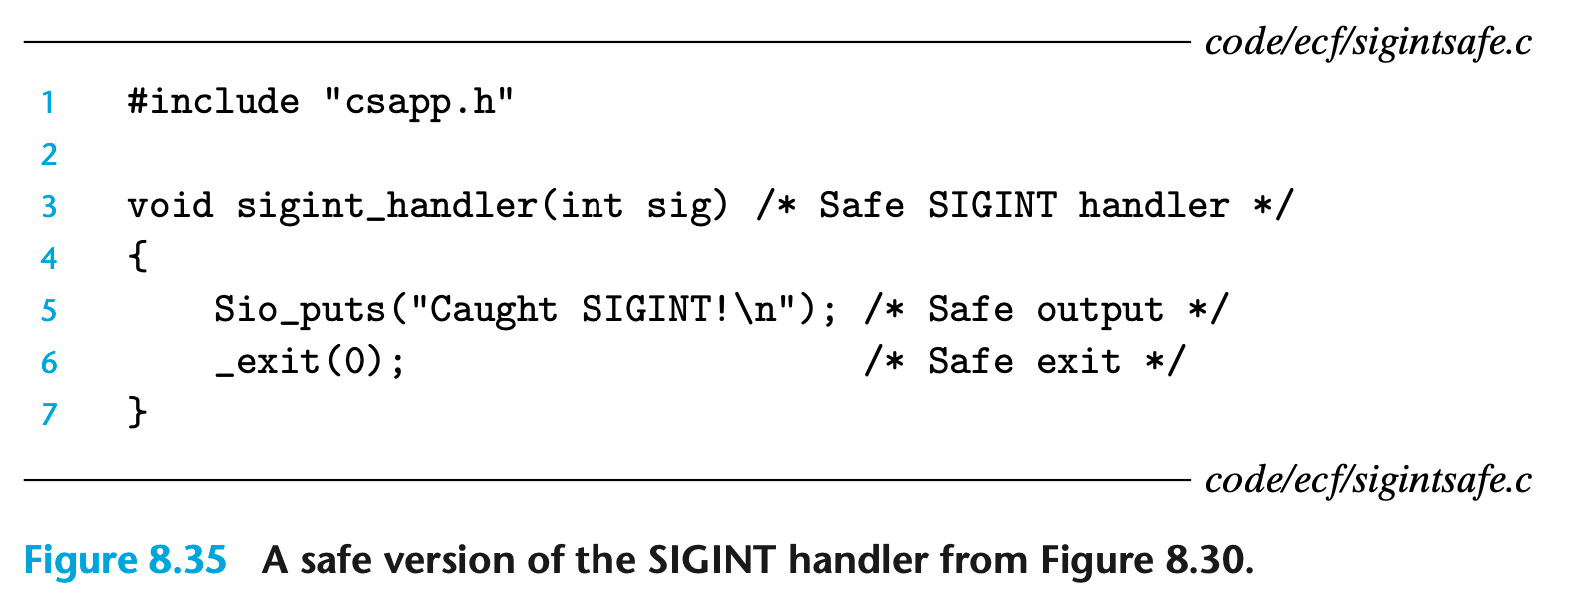 code/ecf/sigintsafe.c
1 #include "csapp.h"
2
3 void sigint_handler(int sig) /* Safe SIGINT handler */
4 {
5     Sio_puts("Caught SIGINT!\n"); /* Safe output */
6     _exit(0);                     /* Safe exit */
7 }
code/ecf/sigintsafe.c
Figure 8.35 A safe version of the SIGINT handler from Figure 8.30.